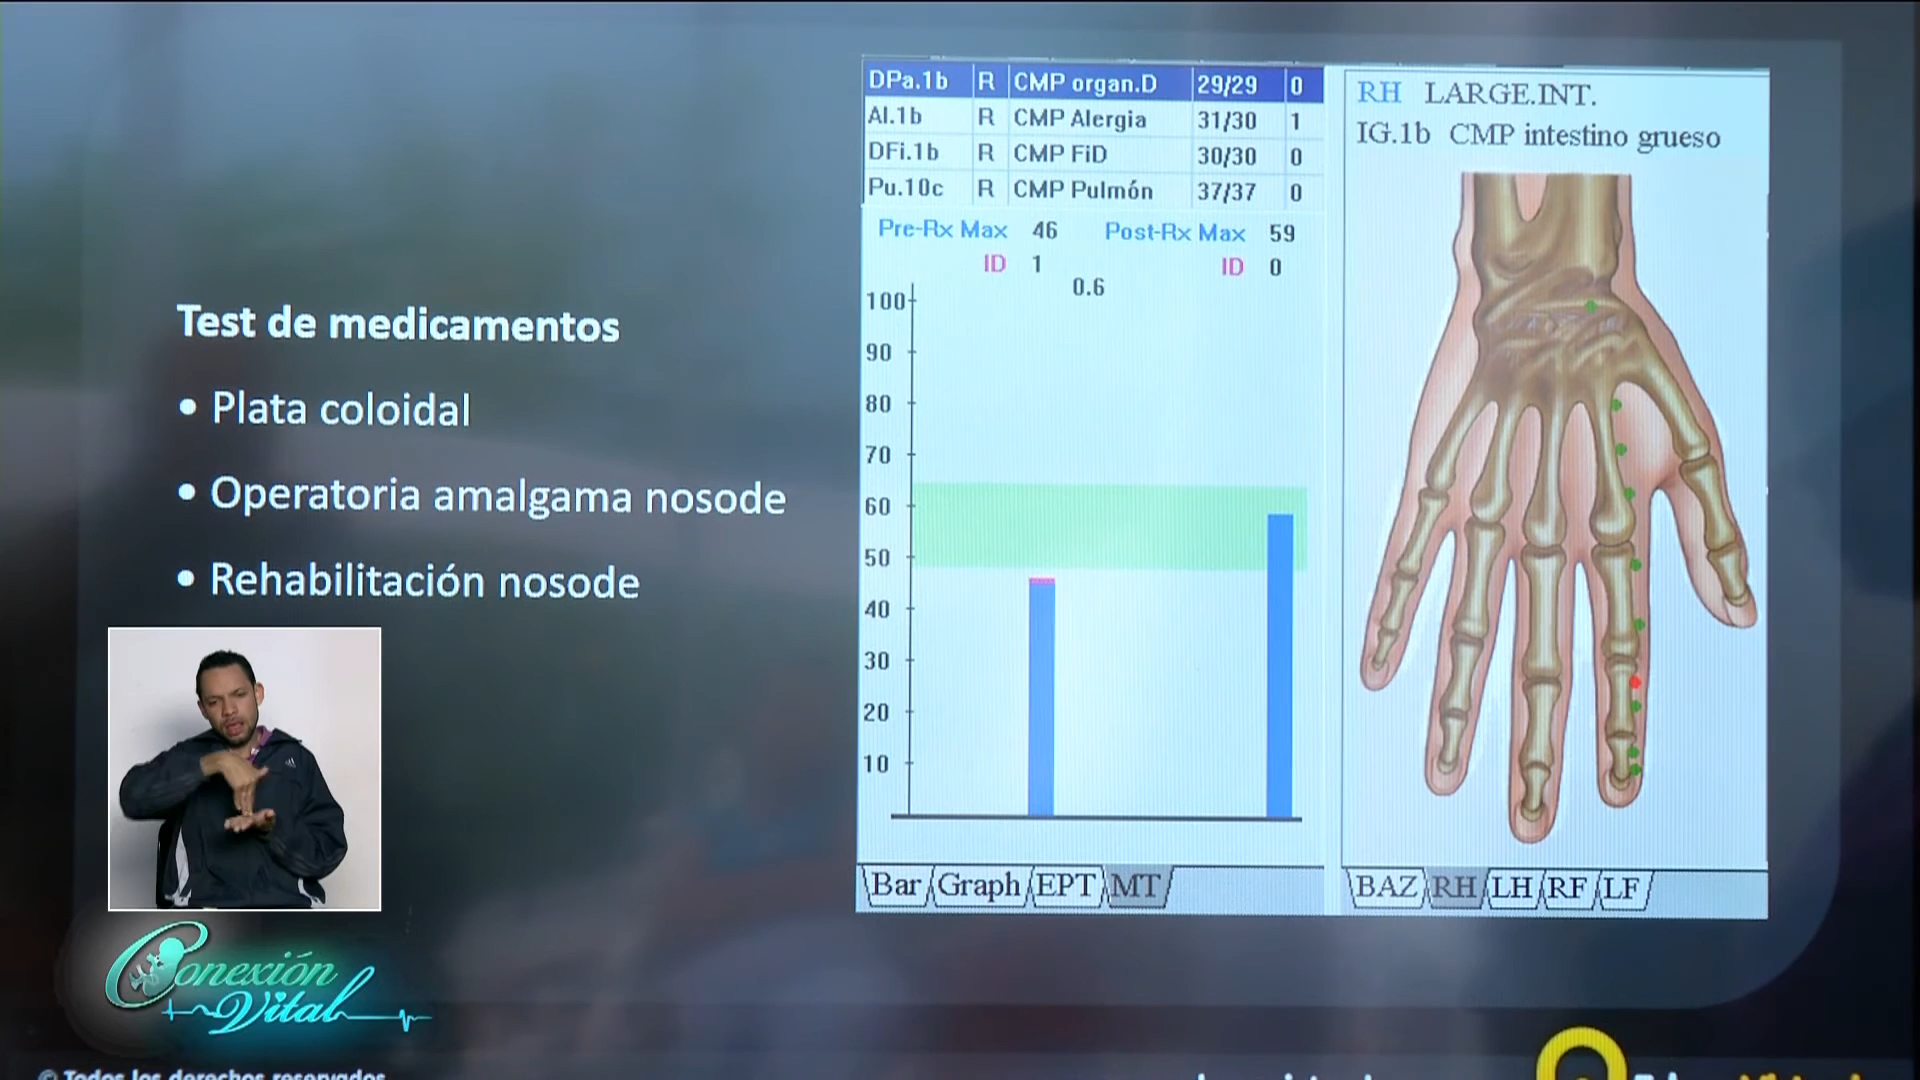 Test de medicamentos
• Plata coloidal
• Operatoria amalgama nosode
• Rehabilitación nosode
DPa.1b R CMP organ.D 29/29 0
Al.1b R CMP Alergia 31/30 1
DFi.1b R CMP FiD 30/30 0
Pu.10c R CMP Pulmón 37/37 0
Pre-Rx Max 46 Post-Rx Max 59
ID 1 ID 0
0.6
100
90
80
70
60
50
40
30
20
10
Bar Graph EPT MT
RH LARGE.INT.
IG.1b CMP intestino grueso
BAZ RH LH RF LF
Conexión
Vital
© Todos los derechos reservados